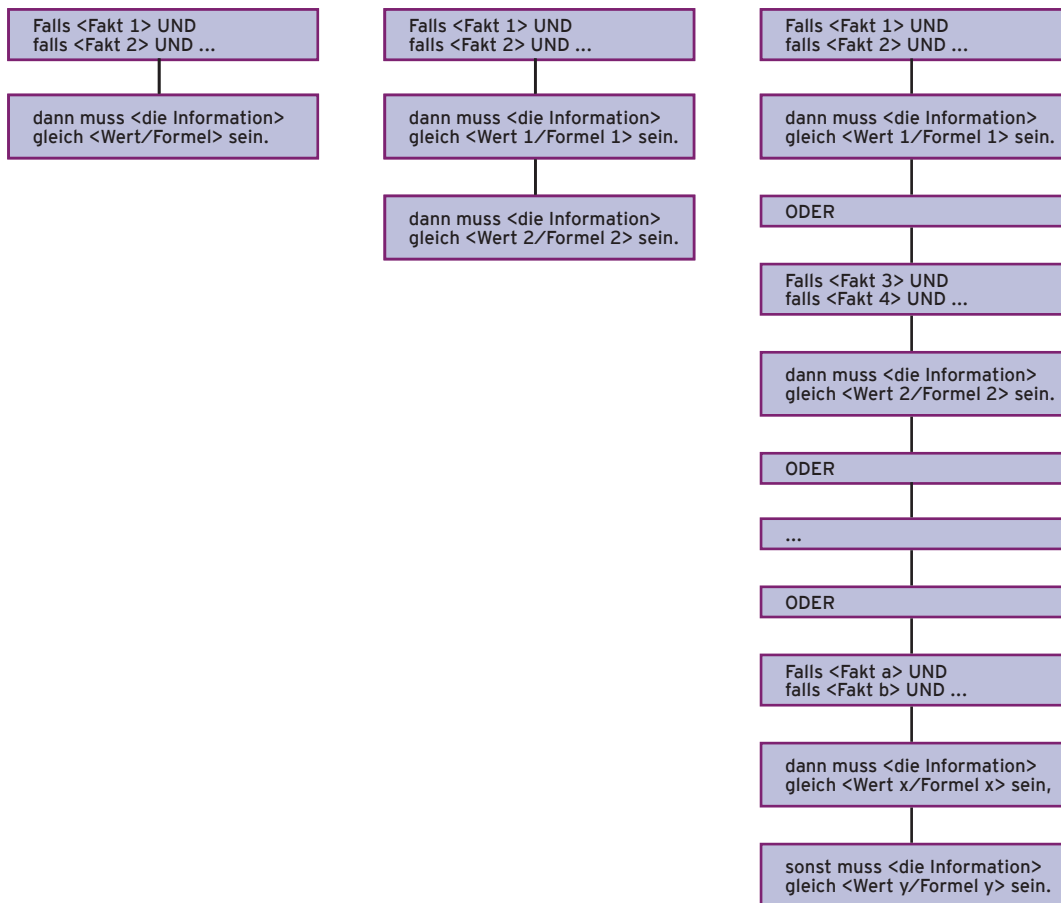 Falls <Fakt 1> UND
falls <Fakt 2> UND ...
dann muss <die Information>
gleich <Wert/Formel> sein.
Falls <Fakt 1> UND
falls <Fakt 2> UND ...
dann muss <die Information>
gleich <Wert 1/Formel 1> sein.
dann muss <die Information>
gleich <Wert 2/Formel 2> sein.
Falls <Fakt 1> UND
falls <Fakt 2> UND ...
dann muss <die Information>
gleich <Wert 1/Formel 1> sein.
ODER
Falls <Fakt 3> UND
falls <Fakt 4> UND ...
dann muss <die Information>
gleich <Wert 2/Formel 2> sein.
ODER
...
ODER
Falls <Fakt a> UND
falls <Fakt b> UND ...
dann muss <die Information>
gleich <Wert x/Formel x> sein,
sonst muss <die Information>
gleich <Wert y/Formel y> sein.